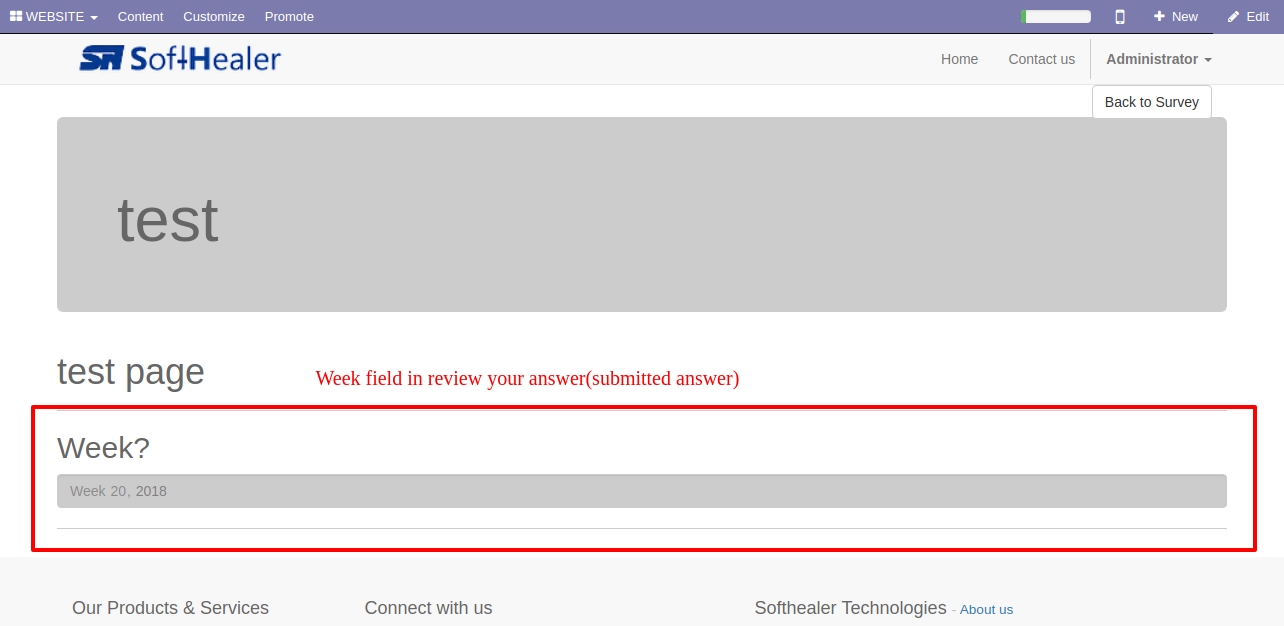 WEBSITE Content Customize Promote New Edit
SH SoftHealer Home Contact us Administrator
Back to Survey
test
test page
Week field in review your answer(submitted answer)
Week?
Week 20, 2018
Our Products & Services Connect with us Softhealer Technologies - About us